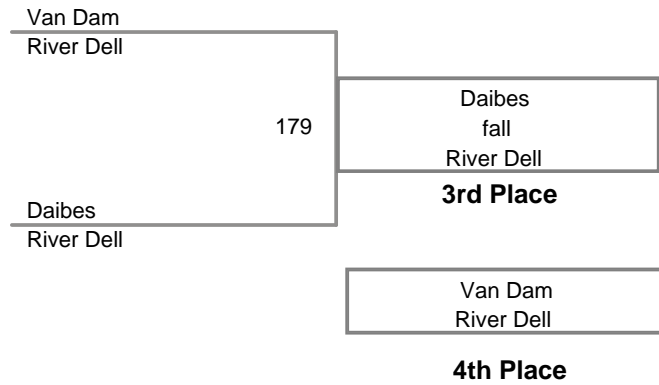 Van Dam
River Dell
179
Daibes
fall
River Dell
3rd Place
Daibes
River Dell
Van Dam
River Dell
4th Place